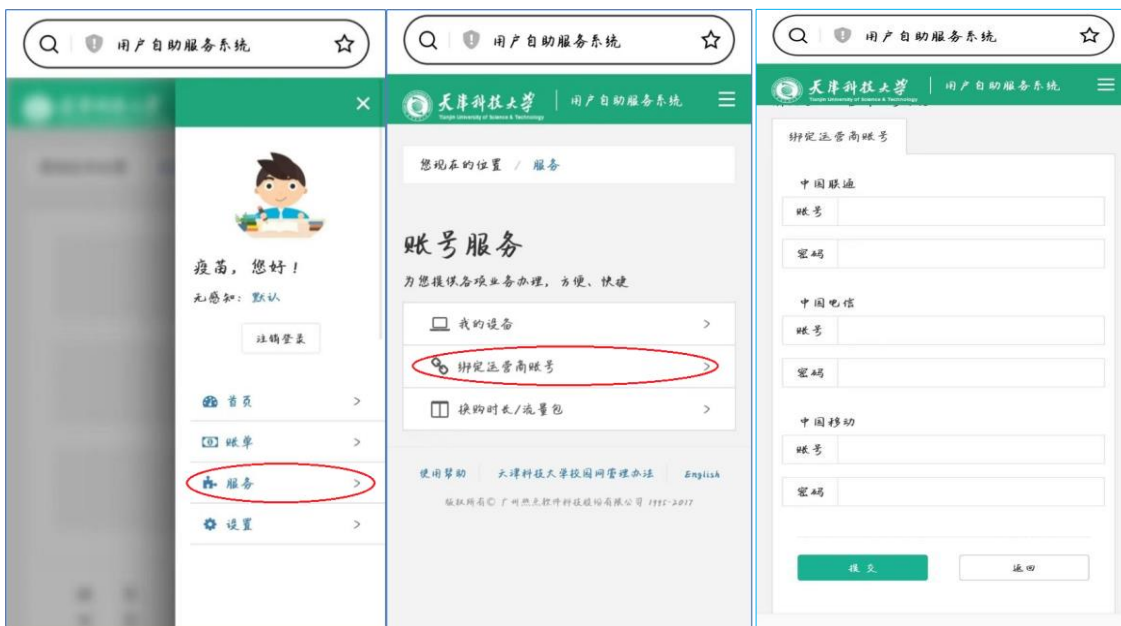 用户自助服务系统
疫苗，您好！
无感知：默认
注销登录
首页
账单
服务
设置
用户自助服务系统
天津科技大学
Tianjin University of Science & Technology
用户自助服务系统
您现在的位置 / 服务
账号服务
为您提供各项业务办理，方便、快捷
我的设备
绑定运营商账号
换购时长/流量包
使用帮助 天津科技大学校园网管理办法 English
版权所有© 广州热点软件科技股份有限公司 1995-2017
用户自助服务系统
天津科技大学
Tianjin University of Science & Technology
用户自助服务系统
绑定运营商账号
中国联通
账号
密码
中国电信
账号
密码
中国移动
账号
密码
提交
返回